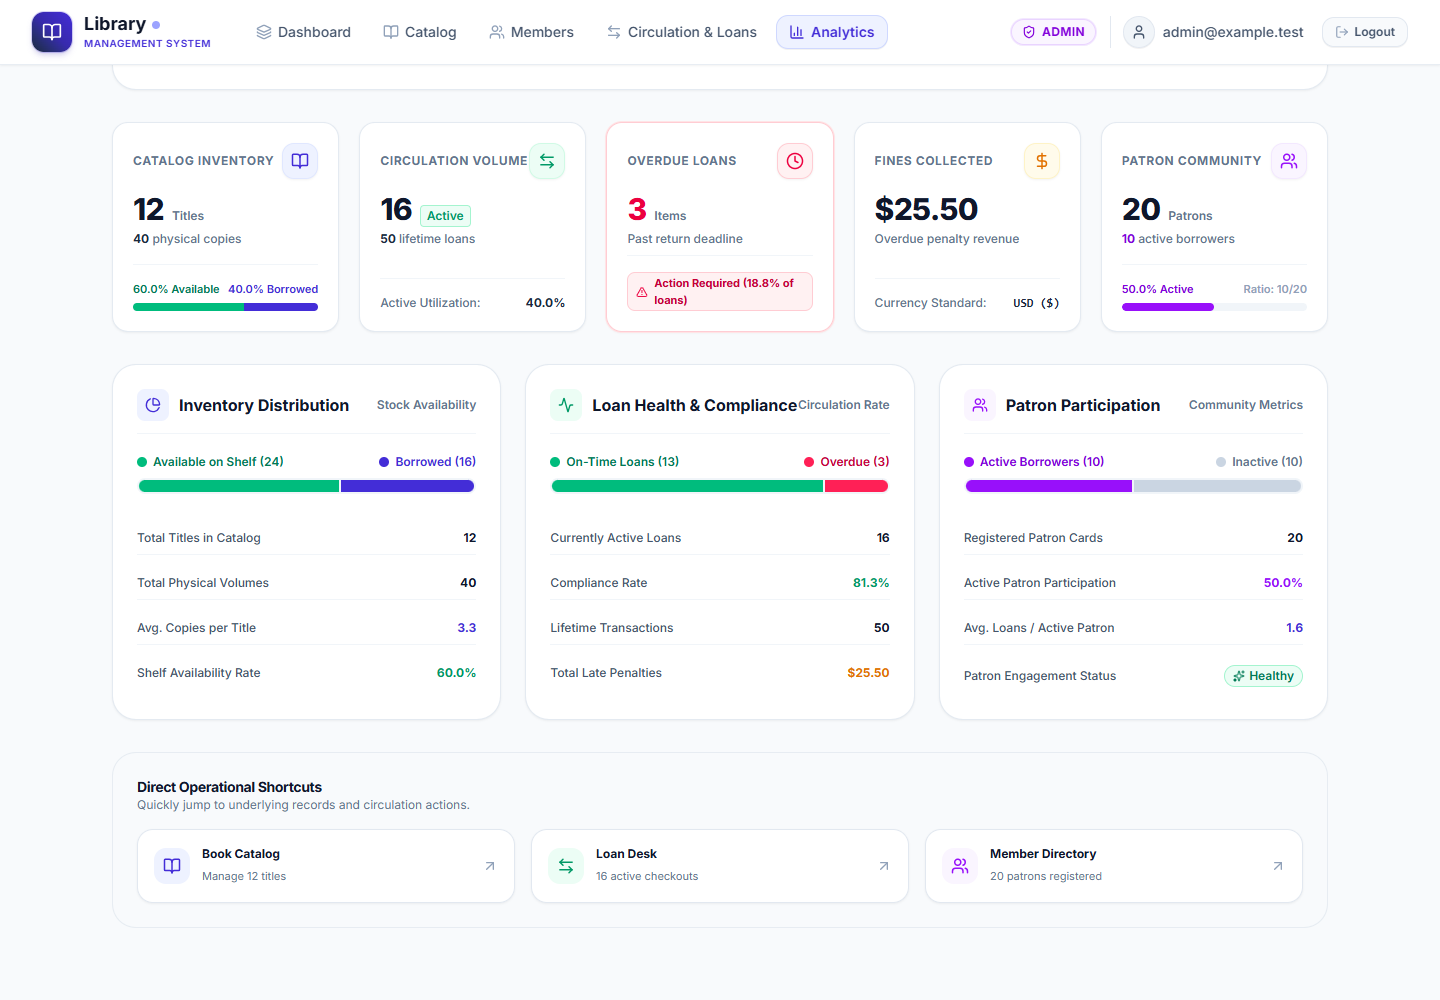 Library
MANAGEMENT SYSTEM
Dashboard
Catalog
Members
Circulation & Loans
Analytics
ADMIN
admin@example.test
Logout
CATALOG INVENTORY
12 Titles
40 physical copies
60.0% Available 40.0% Borrowed
CIRCULATION VOLUME
16 Active
50 lifetime loans
Active Utilization: 40.0%
OVERDUE LOANS
3 Items
Past return deadline
Action Required (18.8% of
loans)
FINES COLLECTED
$25.50
Overdue penalty revenue
Currency Standard: USD ($)
PATRON COMMUNITY
20 Patrons
10 active borrowers
50.0% Active Ratio: 10/20
Inventory Distribution Stock Availability
Available on Shelf (24) Borrowed (16)
Total Titles in Catalog 12
Total Physical Volumes 40
Avg. Copies per Title 3.3
Shelf Availability Rate 60.0%
Loan Health & Compliance Circulation Rate
On-Time Loans (13) Overdue (3)
Currently Active Loans 16
Compliance Rate 81.3%
Lifetime Transactions 50
Total Late Penalties $25.50
Patron Participation Community Metrics
Active Borrowers (10) Inactive (10)
Registered Patron Cards 20
Active Patron Participation 50.0%
Avg. Loans / Active Patron 1.6
Patron Engagement Status Healthy
Direct Operational Shortcuts
Quickly jump to underlying records and circulation actions.
Book Catalog
Manage 12 titles
Loan Desk
16 active checkouts
Member Directory
20 patrons registered